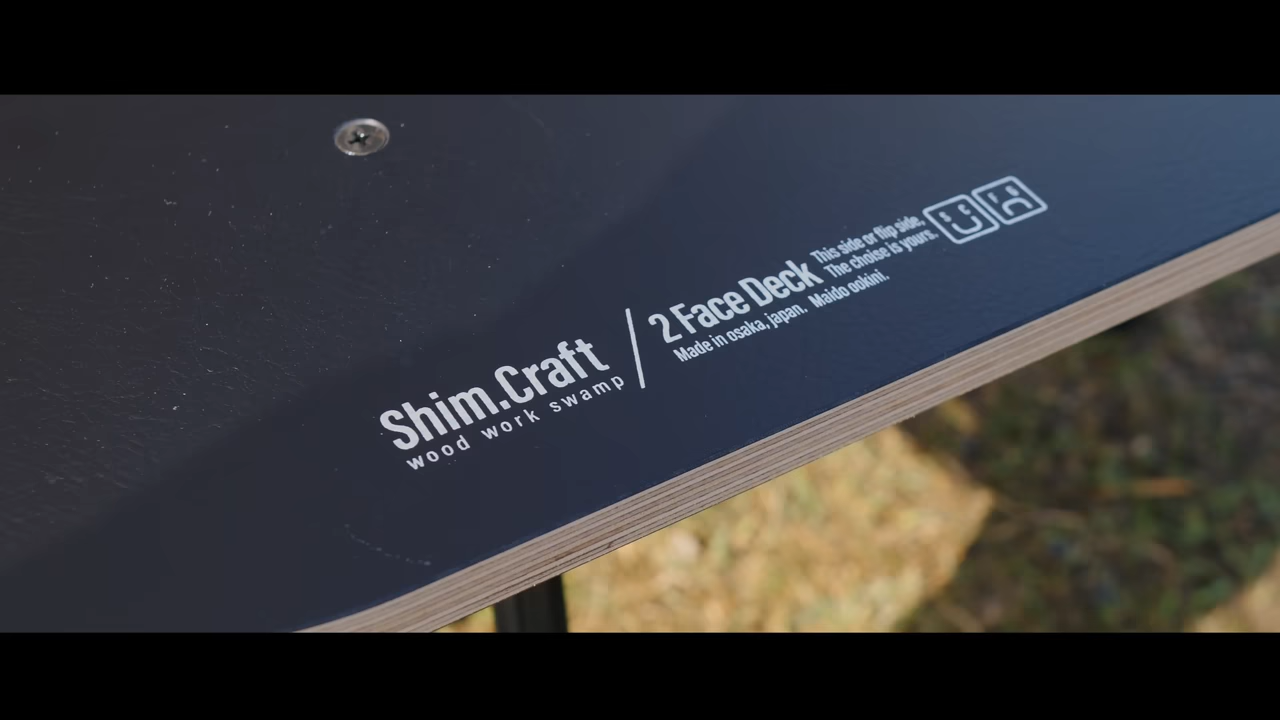 Shim.Craft
wood work swamp
2 Face Deck
This side or flip side,
The choise is yours.
Made in osaka, japan. Maido ookini.